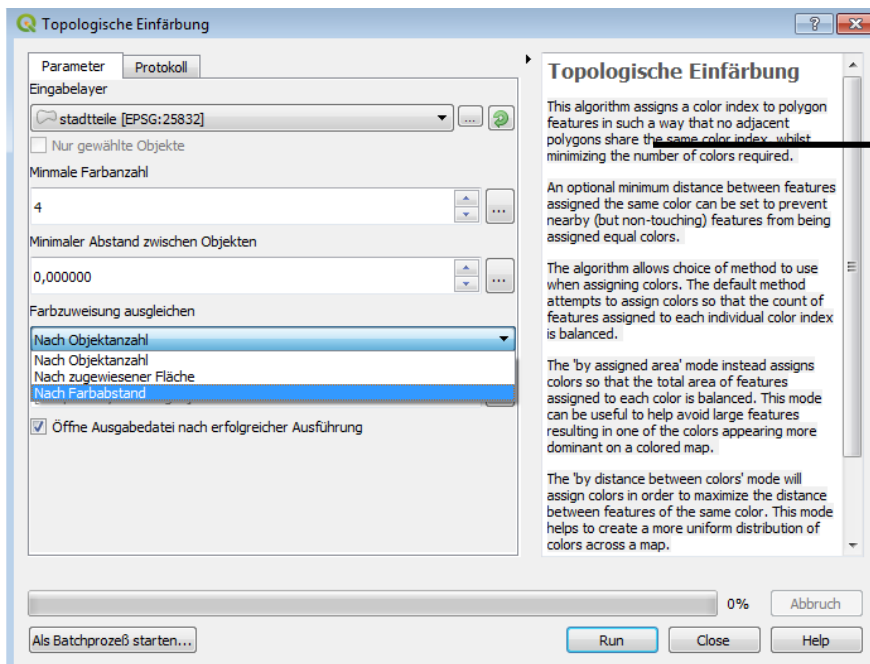 Topologische Einfärbung
Parameter
Protokoll
Eingabelayer
stadtteile [EPSG:25832]
...
Nur gewählte Objekte
Minmale Farbanzahl
4
...
Minimaler Abstand zwischen Objekten
0,000000
...
Farbzuweisung ausgleichen
Nach Objektanzahl
Nach Objektanzahl
Nach zugewiesener Fläche
Nach Farbabstand
Öffne Ausgabedatei nach erfolgreicher Ausführung
Topologische Einfärbung
This algorithm assigns a color index to polygon
features in such a way that no adjacent
polygons share the same color index, whilst
minimizing the number of colors required.
An optional minimum distance between features
assigned the same color can be set to prevent
nearby (but non-touching) features from being
assigned equal colors.
The algorithm allows choice of method to use
when assigning colors. The default method
attempts to assign colors so that the count of
features assigned to each individual color index
is balanced.
The 'by assigned area' mode instead assigns
colors so that the total area of features
assigned to each color is balanced. This mode
can be useful to help avoid large features
resulting in one of the colors appearing more
dominant on a colored map.
The 'by distance between colors' mode will
assign colors in order to maximize the distance
between features of the same color. This mode
helps to create a more uniform distribution of
colors across a map.
0%
Abbruch
Als Batchprozeß starten...
Run
Close
Help